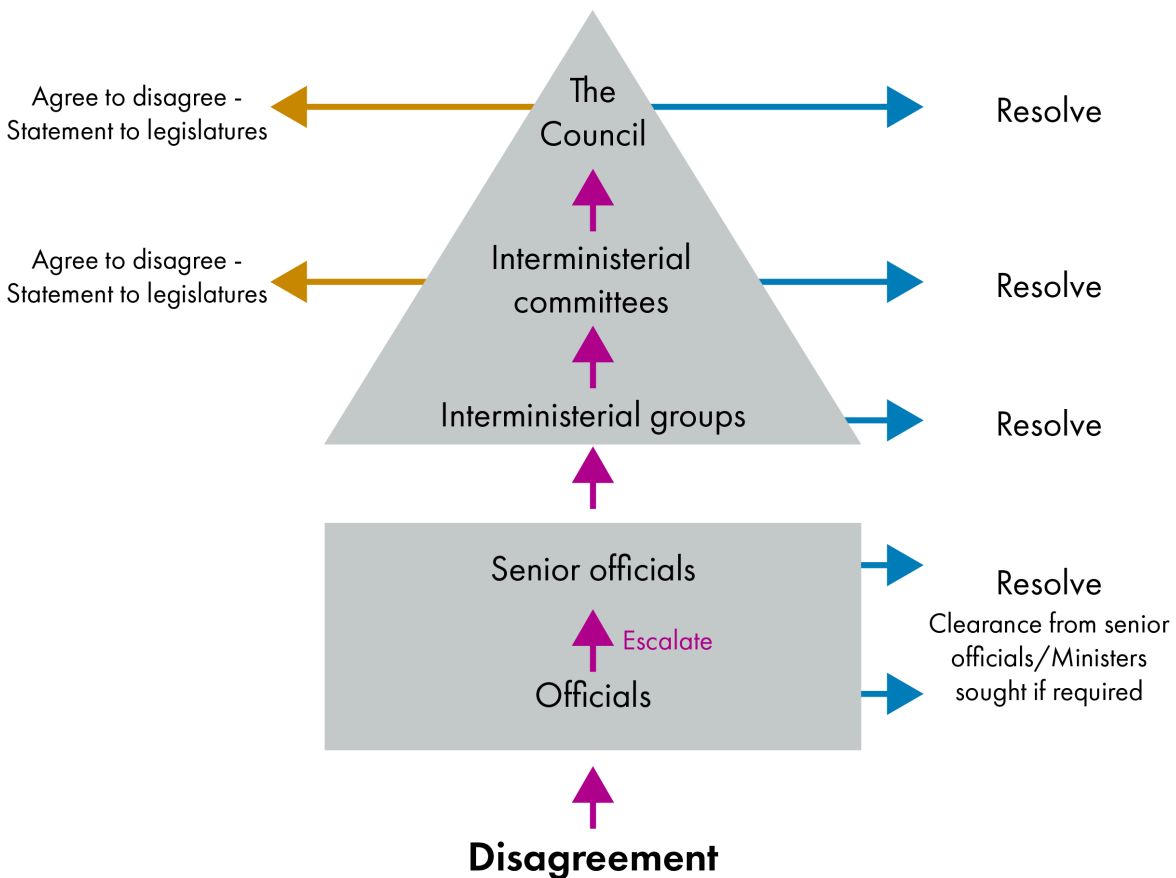 Agree to disagree -
Statement to legislatures
The
Council
Resolve
Agree to disagree -
Statement to legislatures
Interministerial
committees
Resolve
Interministerial groups
Resolve
Senior officials
Escalate
Officials
Resolve
Clearance from senior
officials/Ministers
sought if required
Disagreement